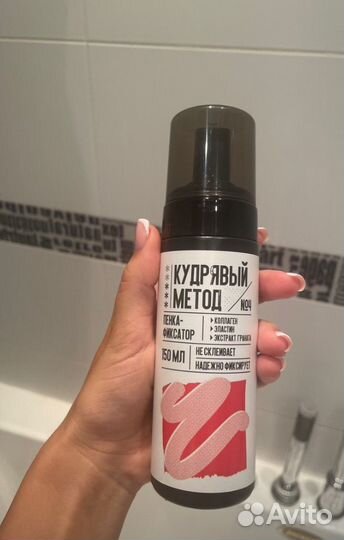 КУДРЯВЫЙ
МЕТОД
№4
ПЕНКА-
ФИКСАТОР
▸ КОЛЛАГЕН
▸ ЭЛАСТИН
▸ ЭКСТРАКТ ГРАНАТА
150 МЛ
НЕ СКЛЕИВАЕТ
НАДЕЖНО ФИКСИРУЕТ
Avito